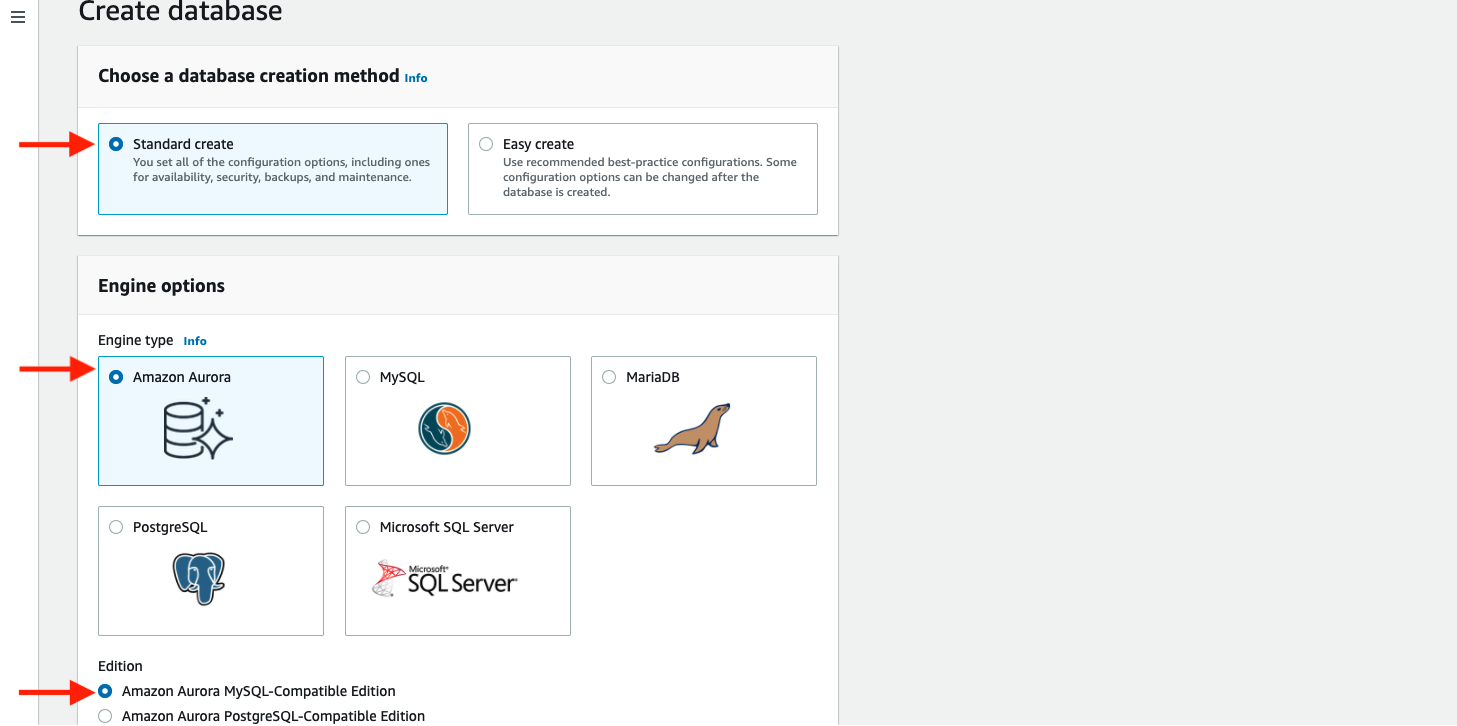 Create database
Choose a database creation method Info
Standard create
You set all of the configuration options, including ones
for availability, security, backups, and maintenance.
Easy create
Use recommended best-practice configurations. Some
configuration options can be changed after the
database is created.
Engine options
Engine type Info
Amazon Aurora
MySQL
MariaDB
PostgreSQL
Microsoft SQL Server
Microsoft®
SQL Server
Edition
Amazon Aurora MySQL-Compatible Edition
Amazon Aurora PostgreSQL-Compatible Edition